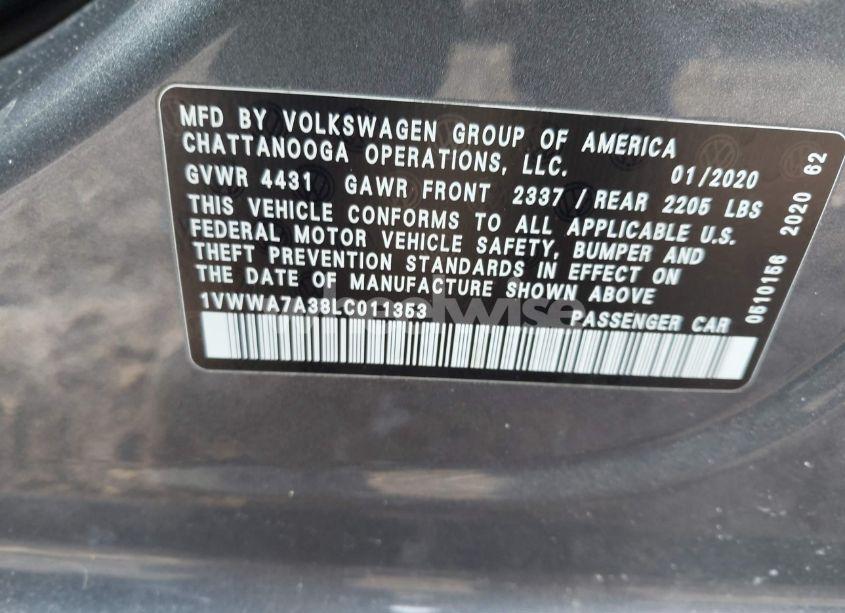 MFD BY VOLKSWAGEN GROUP OF AMERICA
CHATTANOOGA OPERATIONS, LLC. 01/2020
GVWR 4431 GAWR FRONT 2337 / REAR 2205 LBS
THIS VEHICLE CONFORMS TO ALL APPLICABLE U.S.
FEDERAL MOTOR VEHICLE SAFETY, BUMPER AND
THEFT PREVENTION STANDARDS IN EFFECT ON
THE DATE OF MANUFACTURE SHOWN ABOVE
1VWWA7A38LC011353 PASSENGER CAR
0510156 2020 62
wheelwise